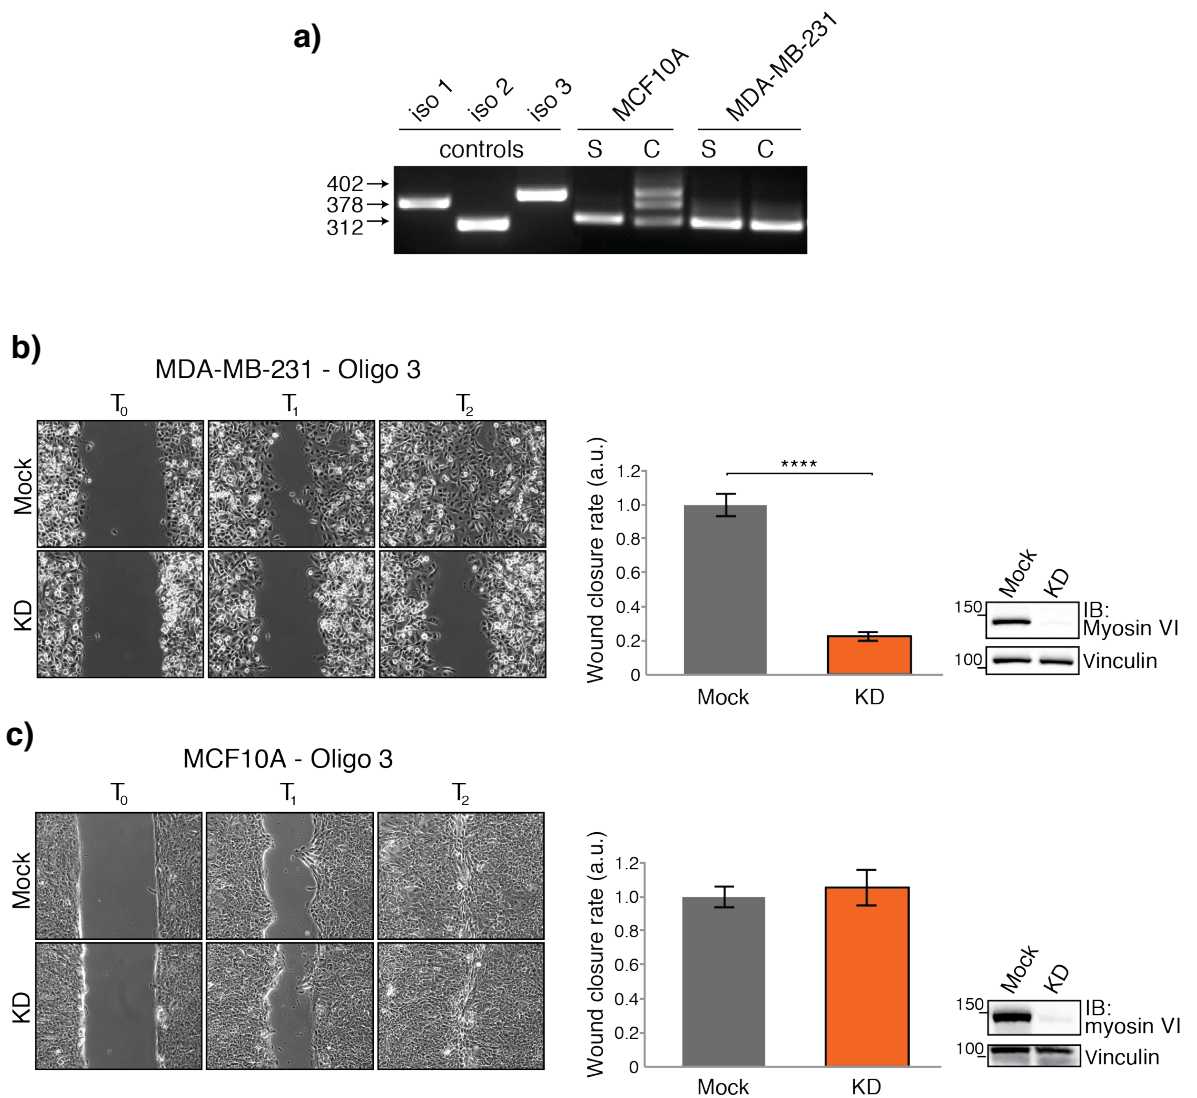 a)
iso 1 iso 2 iso 3 MCF10A MDA-MB-231
controls S C S C
402
378
312
b)
MDA-MB-231 - Oligo 3
T0 T1 T2
Mock
KD
Wound closure rate (a.u.)
1.2
1.0
0.8
0.6
0.4
0.2
0
****
Mock KD
Mock KD
150 IB:
Myosin VI
100 Vinculin
c)
MCF10A - Oligo 3
T0 T1 T2
Mock
KD
Wound closure rate (a.u.)
1.2
1.0
0.8
0.6
0.4
0.2
0
Mock KD
Mock KD
150 IB:
myosin VI
100 Vinculin